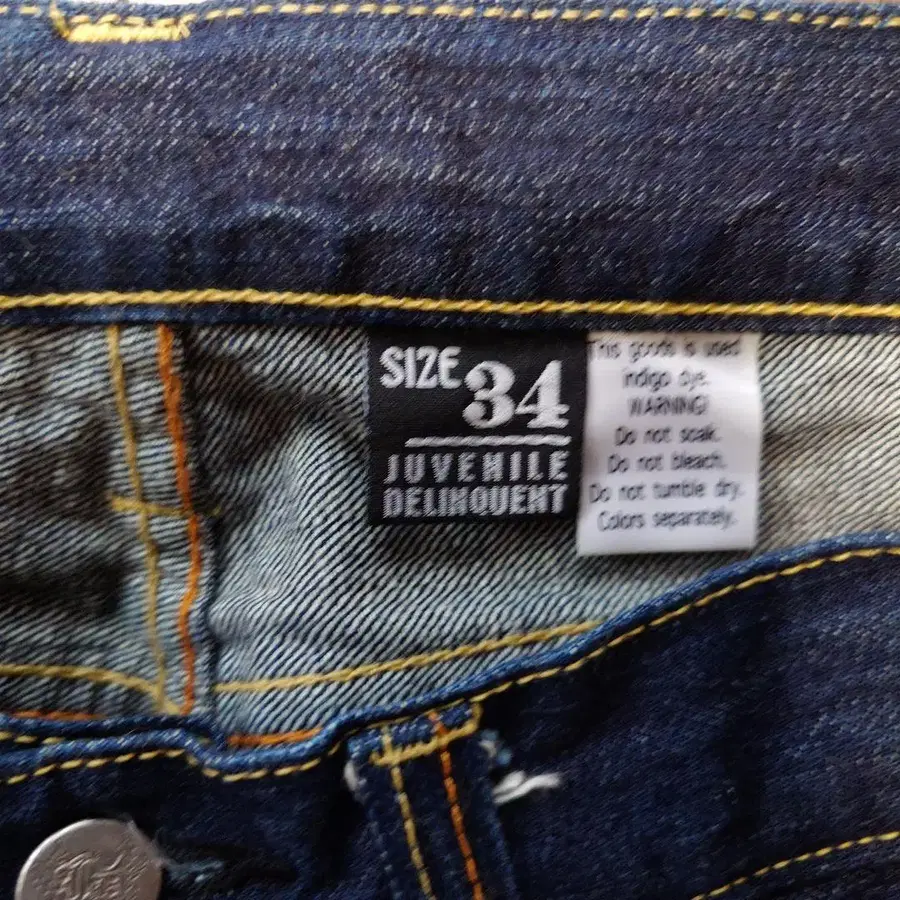 SIZE 34
JUVENILE
DELINQUENT
This goods is used
indigo dye.
WARNING!
Do not soak.
Do not bleach.
Do not tumble dry.
Colors separately.